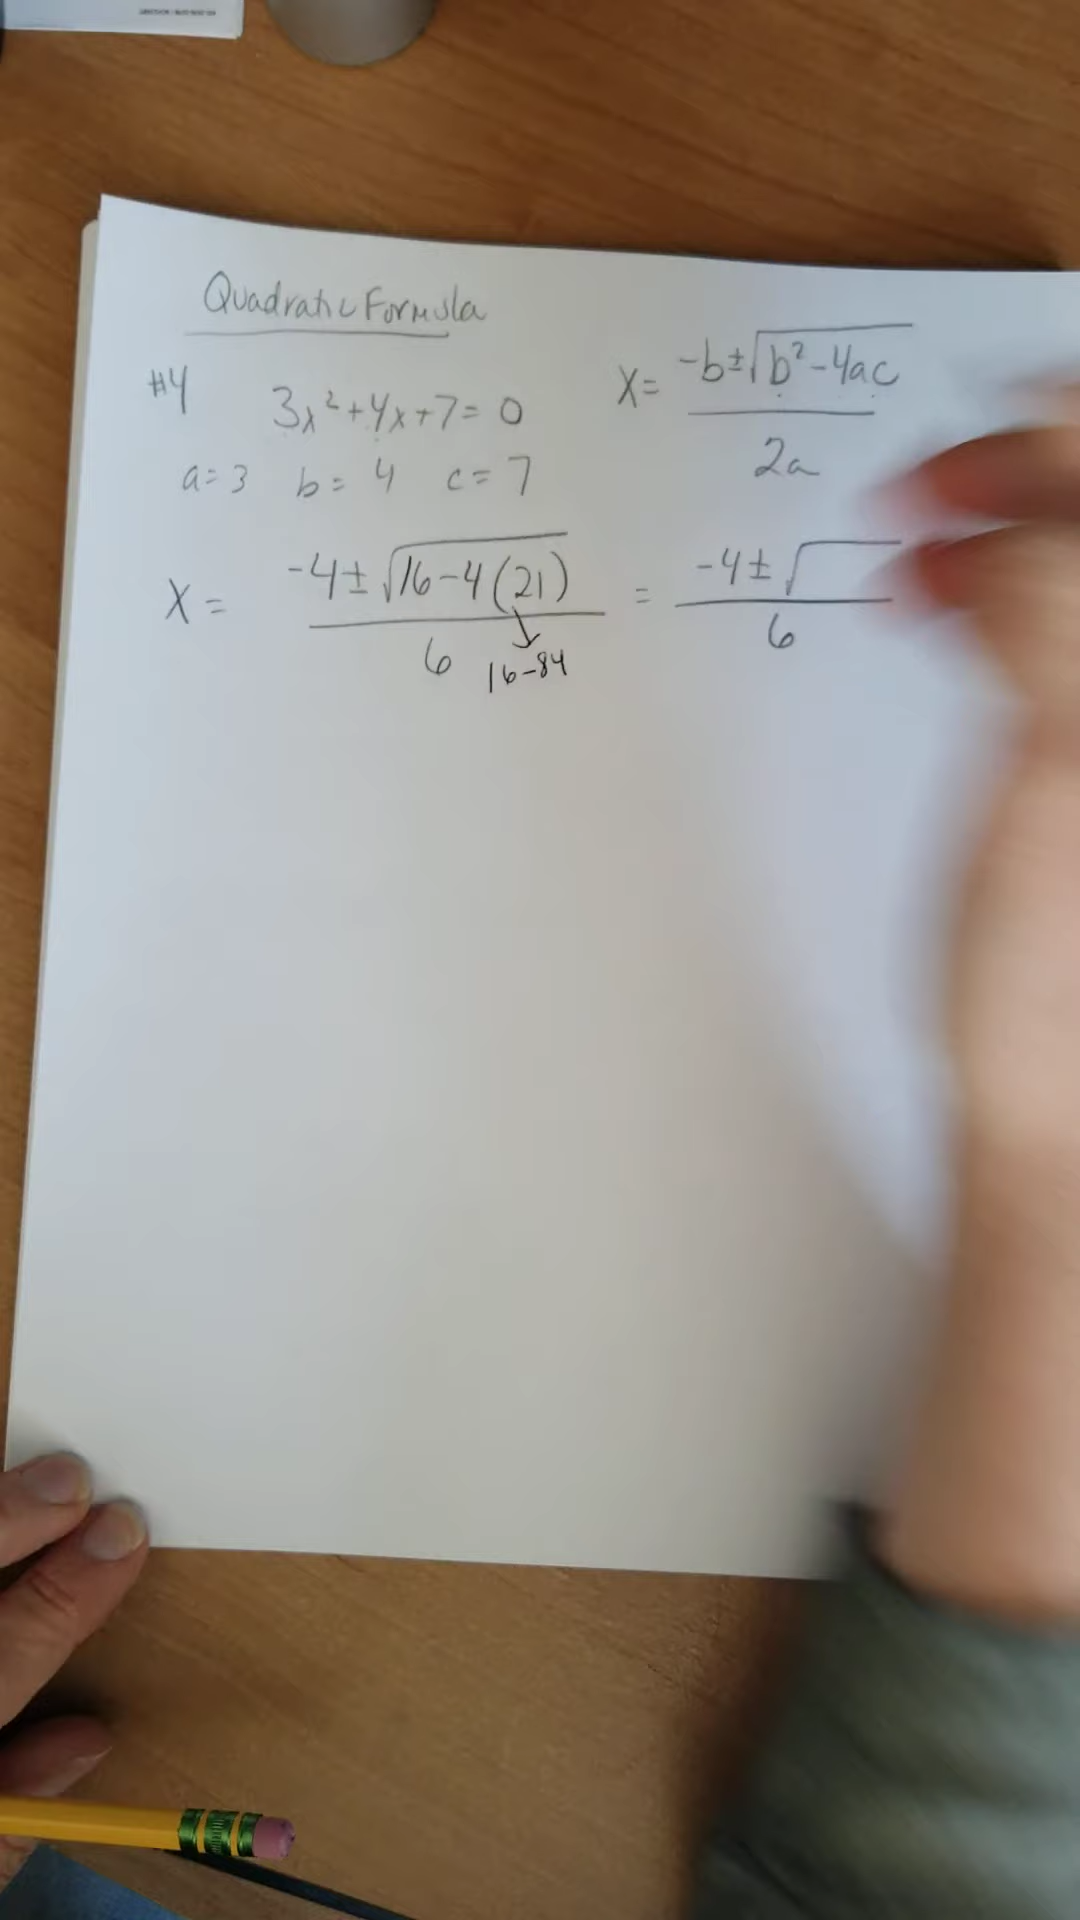 Quadratic Formula
#4 3x²+4x+7=0
x= -b±√b²-4ac / 2a
a=3 b=4 c=7
X= -4±√16-4(21) / 6 = -4±√ / 6
16-84